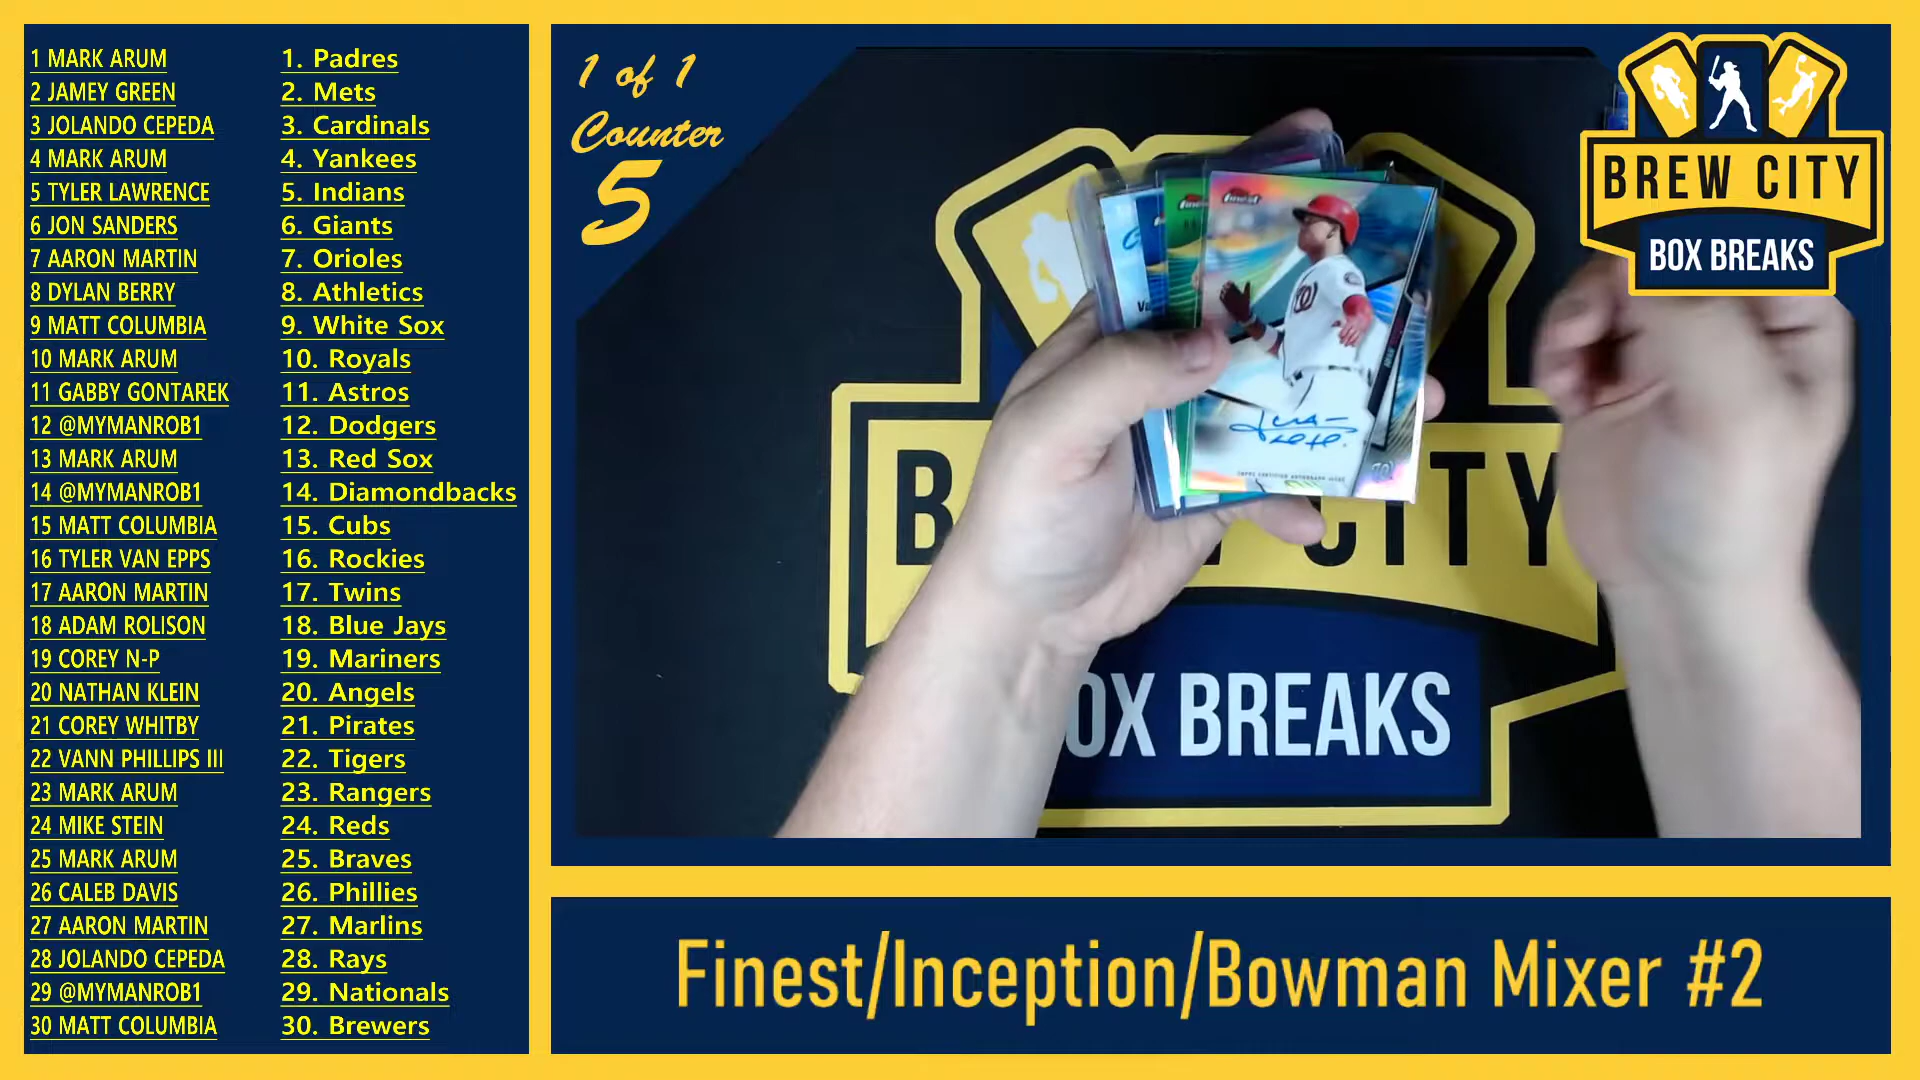 1 MARK ARUM 1. Padres
2 JAMEY GREEN 2. Mets
3 JOLANDO CEPEDA 3. Cardinals
4 MARK ARUM 4. Yankees
5 TYLER LAWRENCE 5. Indians
6 JON SANDERS 6. Giants
7 AARON MARTIN 7. Orioles
8 DYLAN BERRY 8. Athletics
9 MATT COLUMBIA 9. White Sox
10 MARK ARUM 10. Royals
11 GABBY GONTAREK 11. Astros
12 @MYMANROB1 12. Dodgers
13 MARK ARUM 13. Red Sox
14 @MYMANROB1 14. Diamondbacks
15 MATT COLUMBIA 15. Cubs
16 TYLER VAN EPPS 16. Rockies
17 AARON MARTIN 17. Twins
18 ADAM ROLISON 18. Blue Jays
19 COREY N-P 19. Mariners
20 NATHAN KLEIN 20. Angels
21 COREY WHITBY 21. Pirates
22 VANN PHILLIPS III 22. Tigers
23 MARK ARUM 23. Rangers
24 MIKE STEIN 24. Reds
25 MARK ARUM 25. Braves
26 CALEB DAVIS 26. Phillies
27 AARON MARTIN 27. Marlins
28 JOLANDO CEPEDA 28. Rays
29 @MYMANROB1 29. Nationals
30 MATT COLUMBIA 30. Brewers
1 of 1
Counter
5
BREW CITY
BOX BREAKS
Finest
W
B CITY
BOX BREAKS
Finest/Inception/Bowman Mixer #2